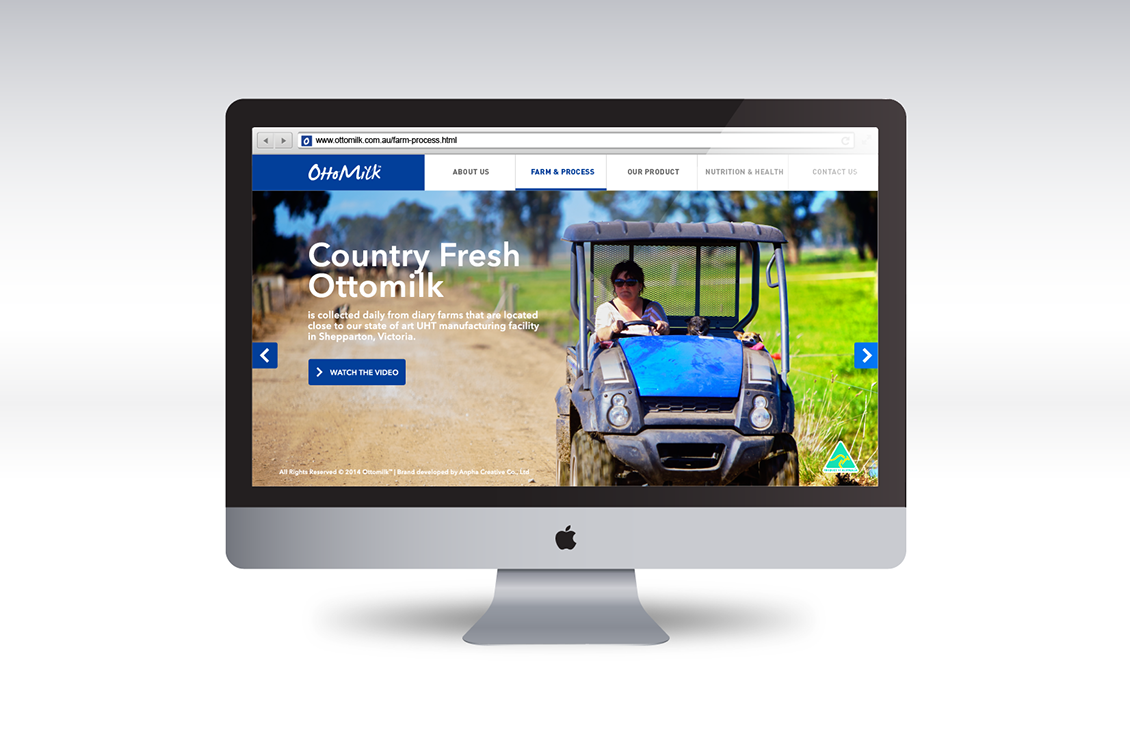 www.ottomilk.com.au/farm-process.html
OttoMilk™
ABOUT US
FARM & PROCESS
OUR PRODUCT
NUTRITION & HEALTH
CONTACT US
Country Fresh
Ottomilk
is collected daily from diary farms that are located
close to our state of art UHT manufacturing facility
in Shepparton, Victoria.
WATCH THE VIDEO
All Rights Reserved © 2014 Ottomilk™ | Brand developed by Anpha Creative Co., Ltd